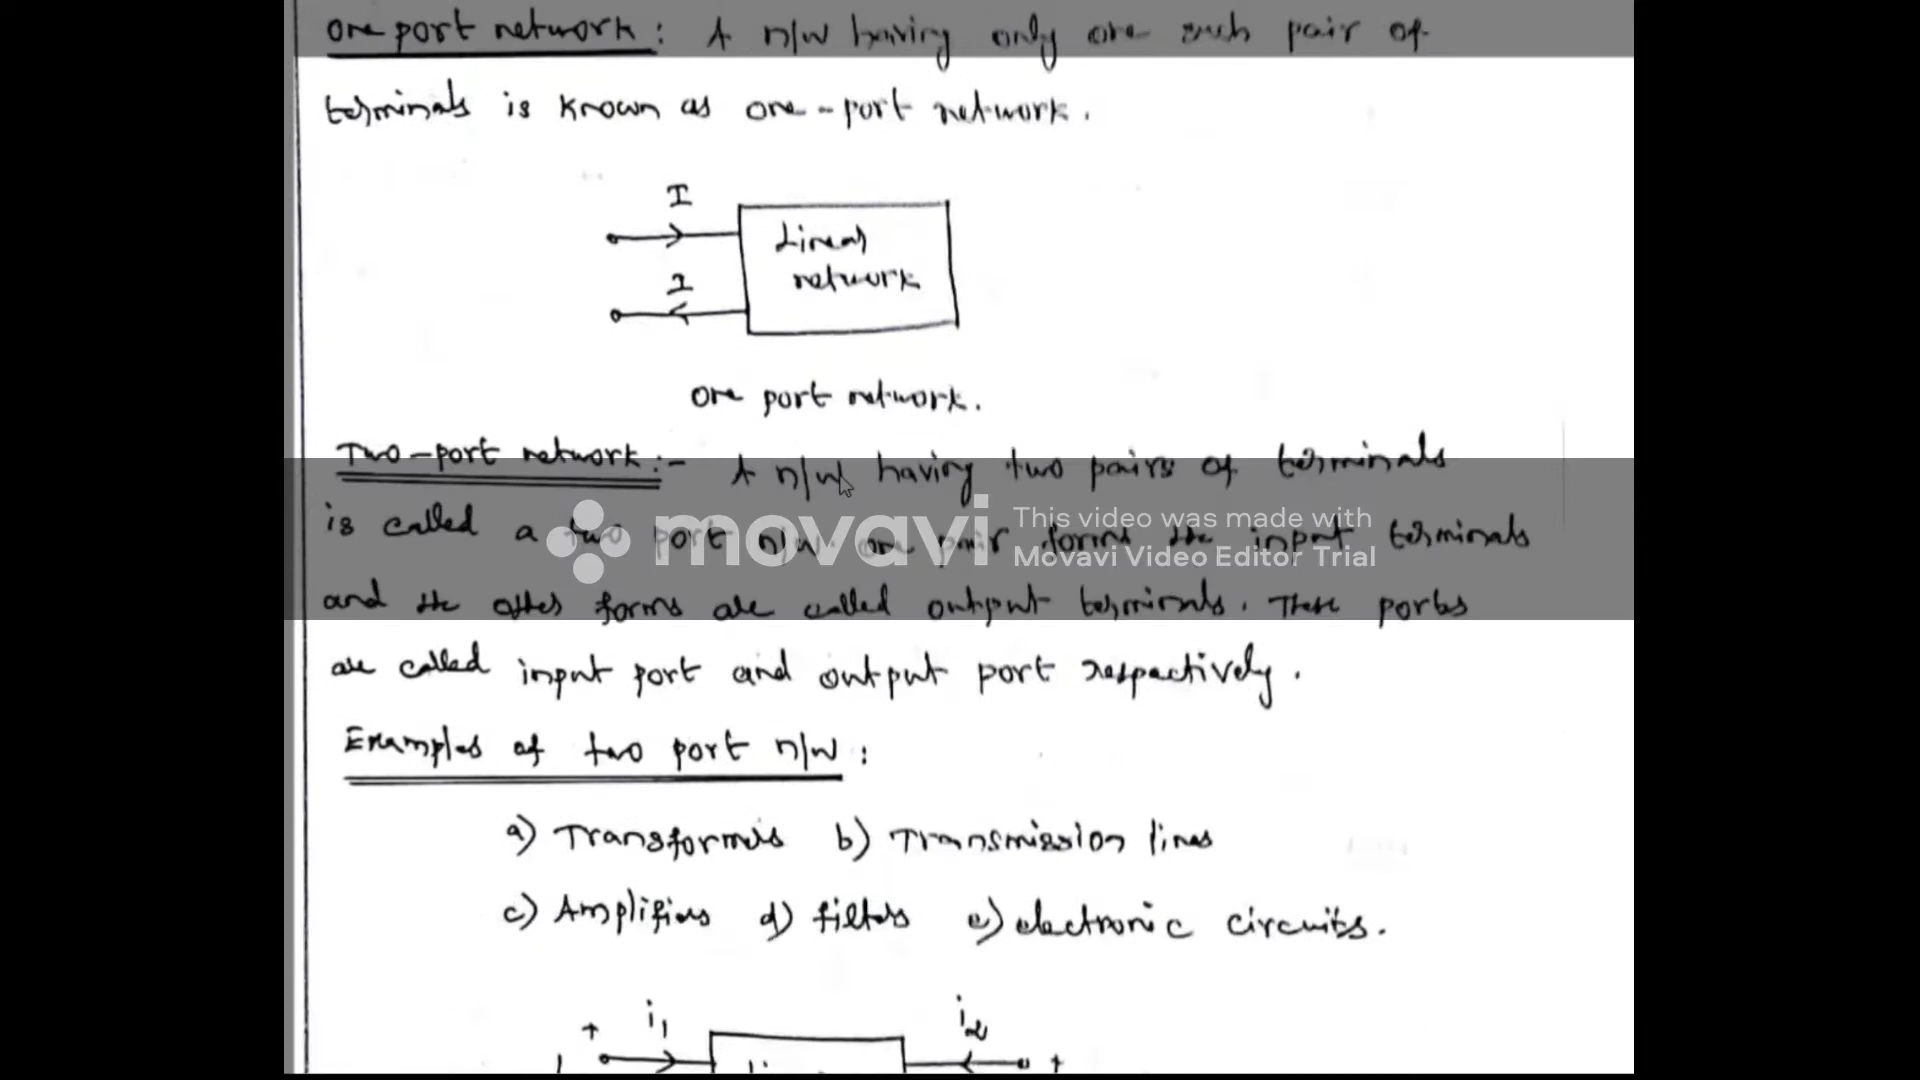 One port network : A n/w having only one such pair of
terminals is known as one-port network.
I
Linear
network
I
One port network.
Two-port network :- A n/w having two pairs of terminals
is called a two port n/w. one pair forms the input terminals
movavi
This video was made with
Movavi Video Editor Trial
and the other forms are called output terminals. These ports
are called input port and output port respectively.
Examples of two port n/w :
a) Transformers b) Transmission lines
c) Amplifiers d) filters e) electronic circuits.
+ i1 i2
+